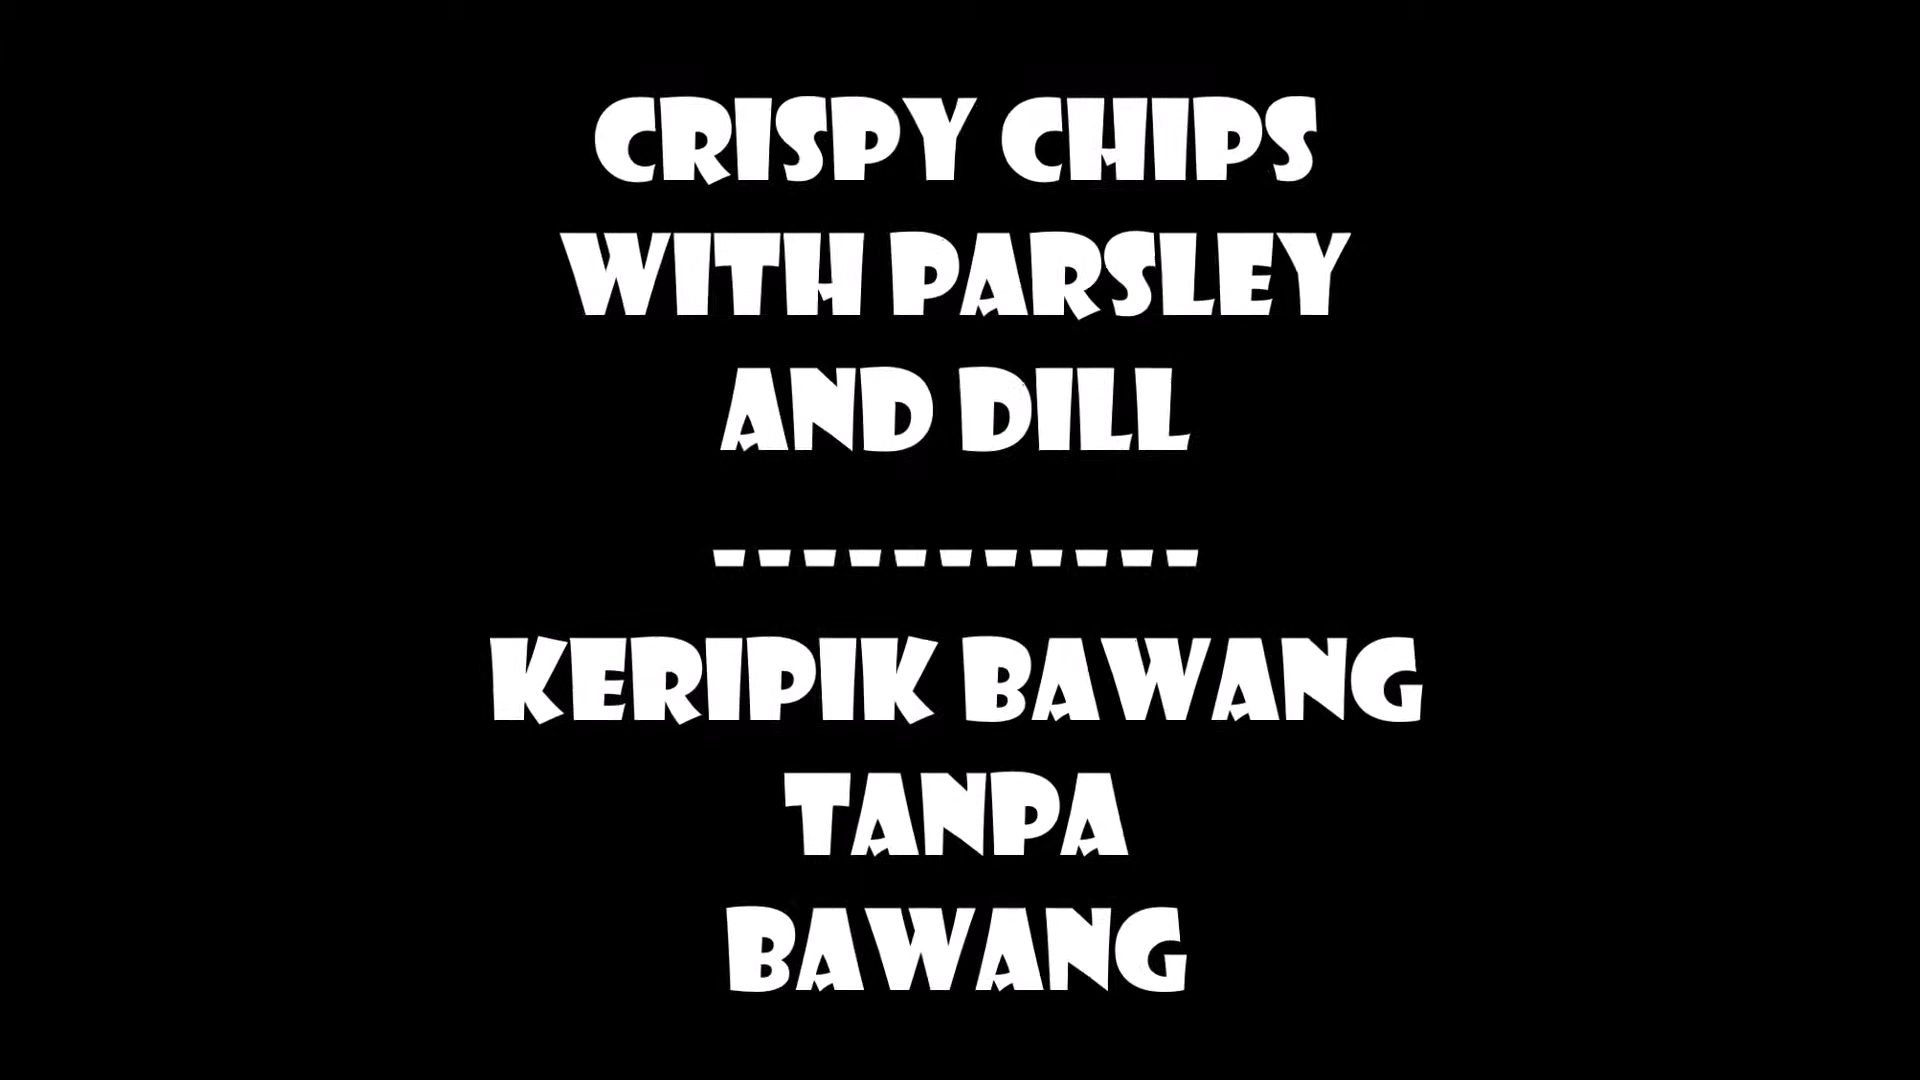 CRISPY CHIPS
WITH PARSLEY
AND DILL
-----------
KERIPIK BAWANG
TANPA
BAWANG